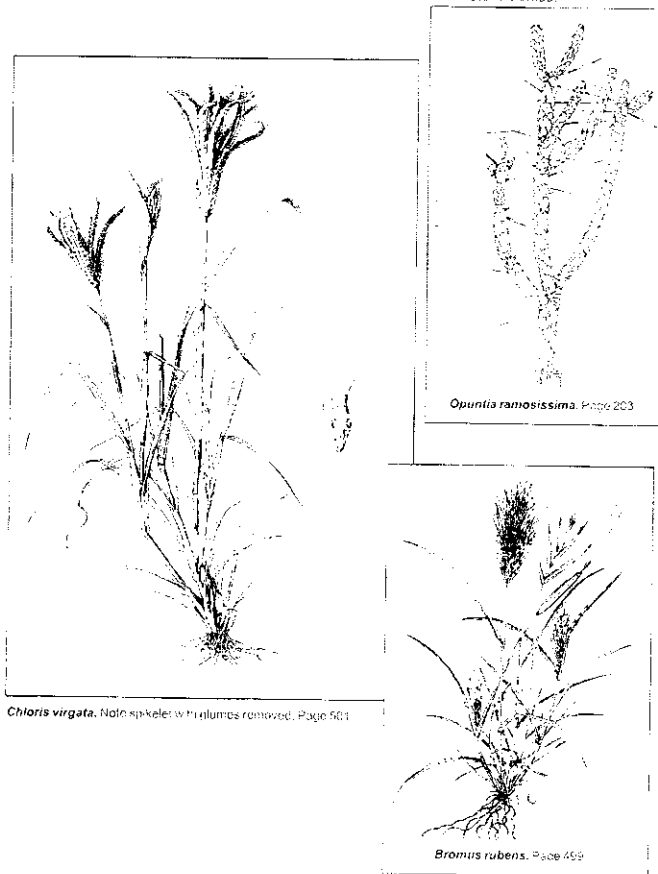 Opuntia ramosissima. Page 203
Chloris virgata. Note spikelet with glumes removed. Page 501
Bromus rubens. Page 499